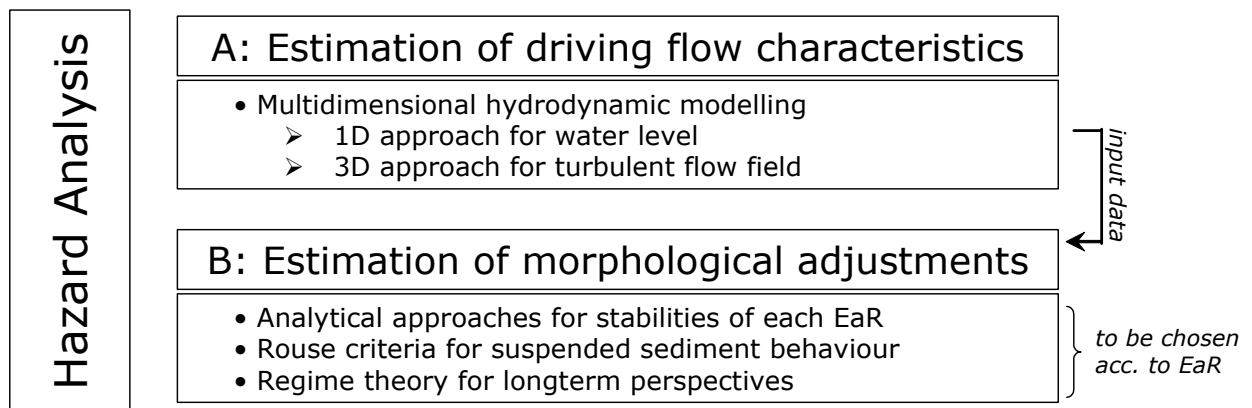 Hazard Analysis
A: Estimation of driving flow characteristics
• Multidimensional hydrodynamic modelling
➢ 1D approach for water level
➢ 3D approach for turbulent flow field
input data
B: Estimation of morphological adjustments
• Analytical approaches for stabilities of each EaR
• Rouse criteria for suspended sediment behaviour
• Regime theory for longterm perspectives
to be chosen
acc. to EaR